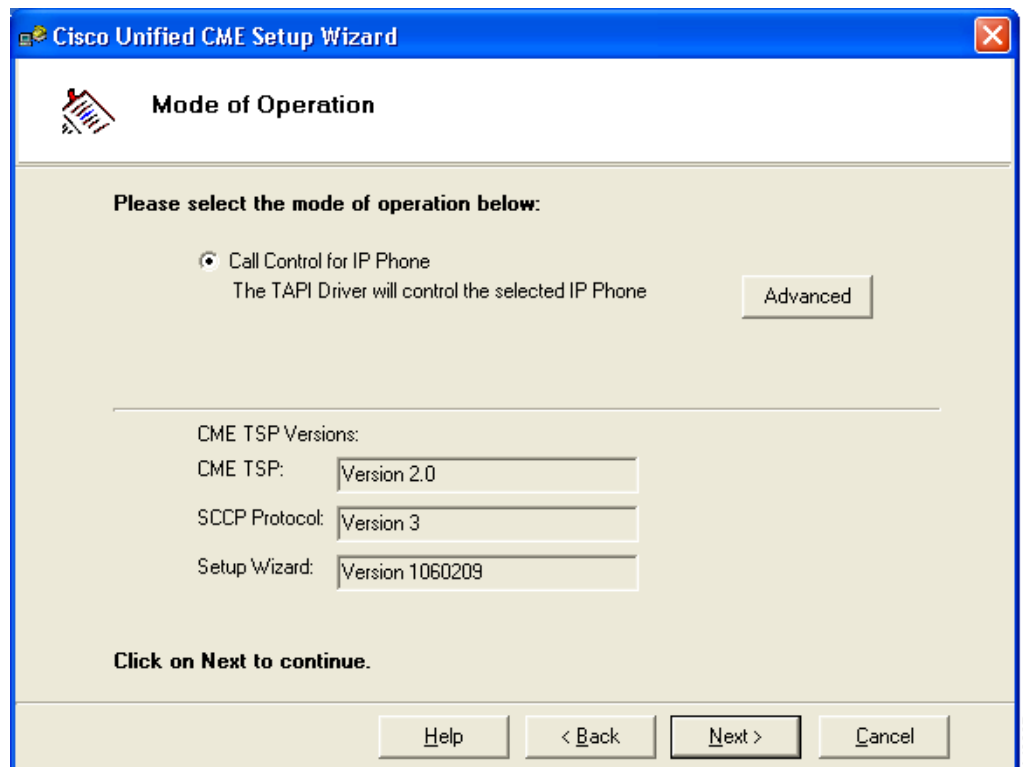 Cisco Unified CME Setup Wizard
Mode of Operation
Please select the mode of operation below:
Call Control for IP Phone
The TAPI Driver will control the selected IP Phone
Advanced
CME TSP Versions:
CME TSP: Version 2.0
SCCP Protocol: Version 3
Setup Wizard: Version 1060209
Click on Next to continue.
Help < Back Next > Cancel